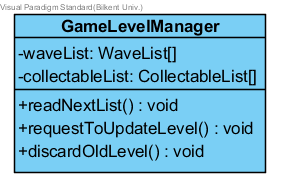 Visual Paradigm Standard(Bilkent Univ.)
GameLevelManager
-waveList: WaveList[]
-collectableList: CollectableList[]
+readNextList() : void
+requestToUpdateLevel() : void
+discardOldLevel() : void